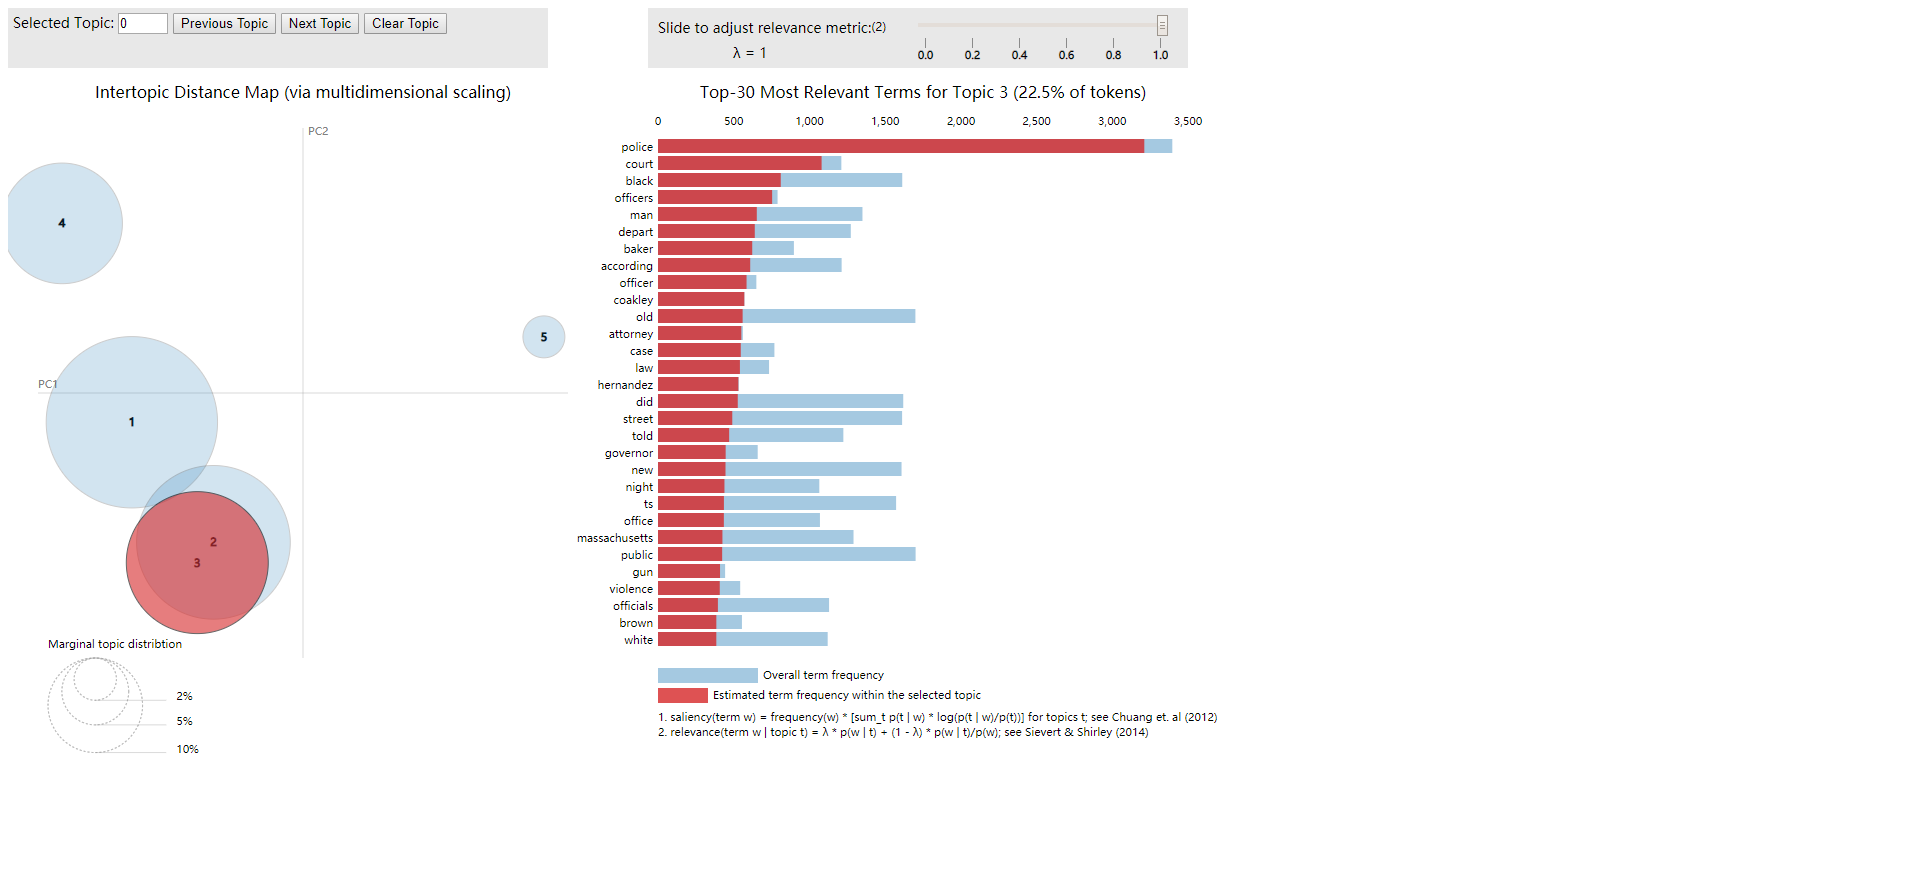 Selected Topic: 0 Previous Topic Next Topic Clear Topic
Slide to adjust relevance metric:(2)
λ = 1
0.0 0.2 0.4 0.6 0.8 1.0
Intertopic Distance Map (via multidimensional scaling)
PC2
4
5
PC1
1
2
3
Marginal topic distribtion
2%
5%
10%
Top-30 Most Relevant Terms for Topic 3 (22.5% of tokens)
0 500 1,000 1,500 2,000 2,500 3,000 3,500
police
court
black
officers
man
depart
baker
according
officer
coakley
old
attorney
case
law
hernandez
did
street
told
governor
new
night
ts
office
massachusetts
public
gun
violence
officials
brown
white
Overall term frequency
Estimated term frequency within the selected topic
1. saliency(term w) = frequency(w) * [sum_t p(t | w) * log(p(t | w)/p(t))] for topics t; see Chuang et. al (2012)
2. relevance(term w | topic t) = λ * p(w | t) + (1 - λ) * p(w | t)/p(w); see Sievert & Shirley (2014)